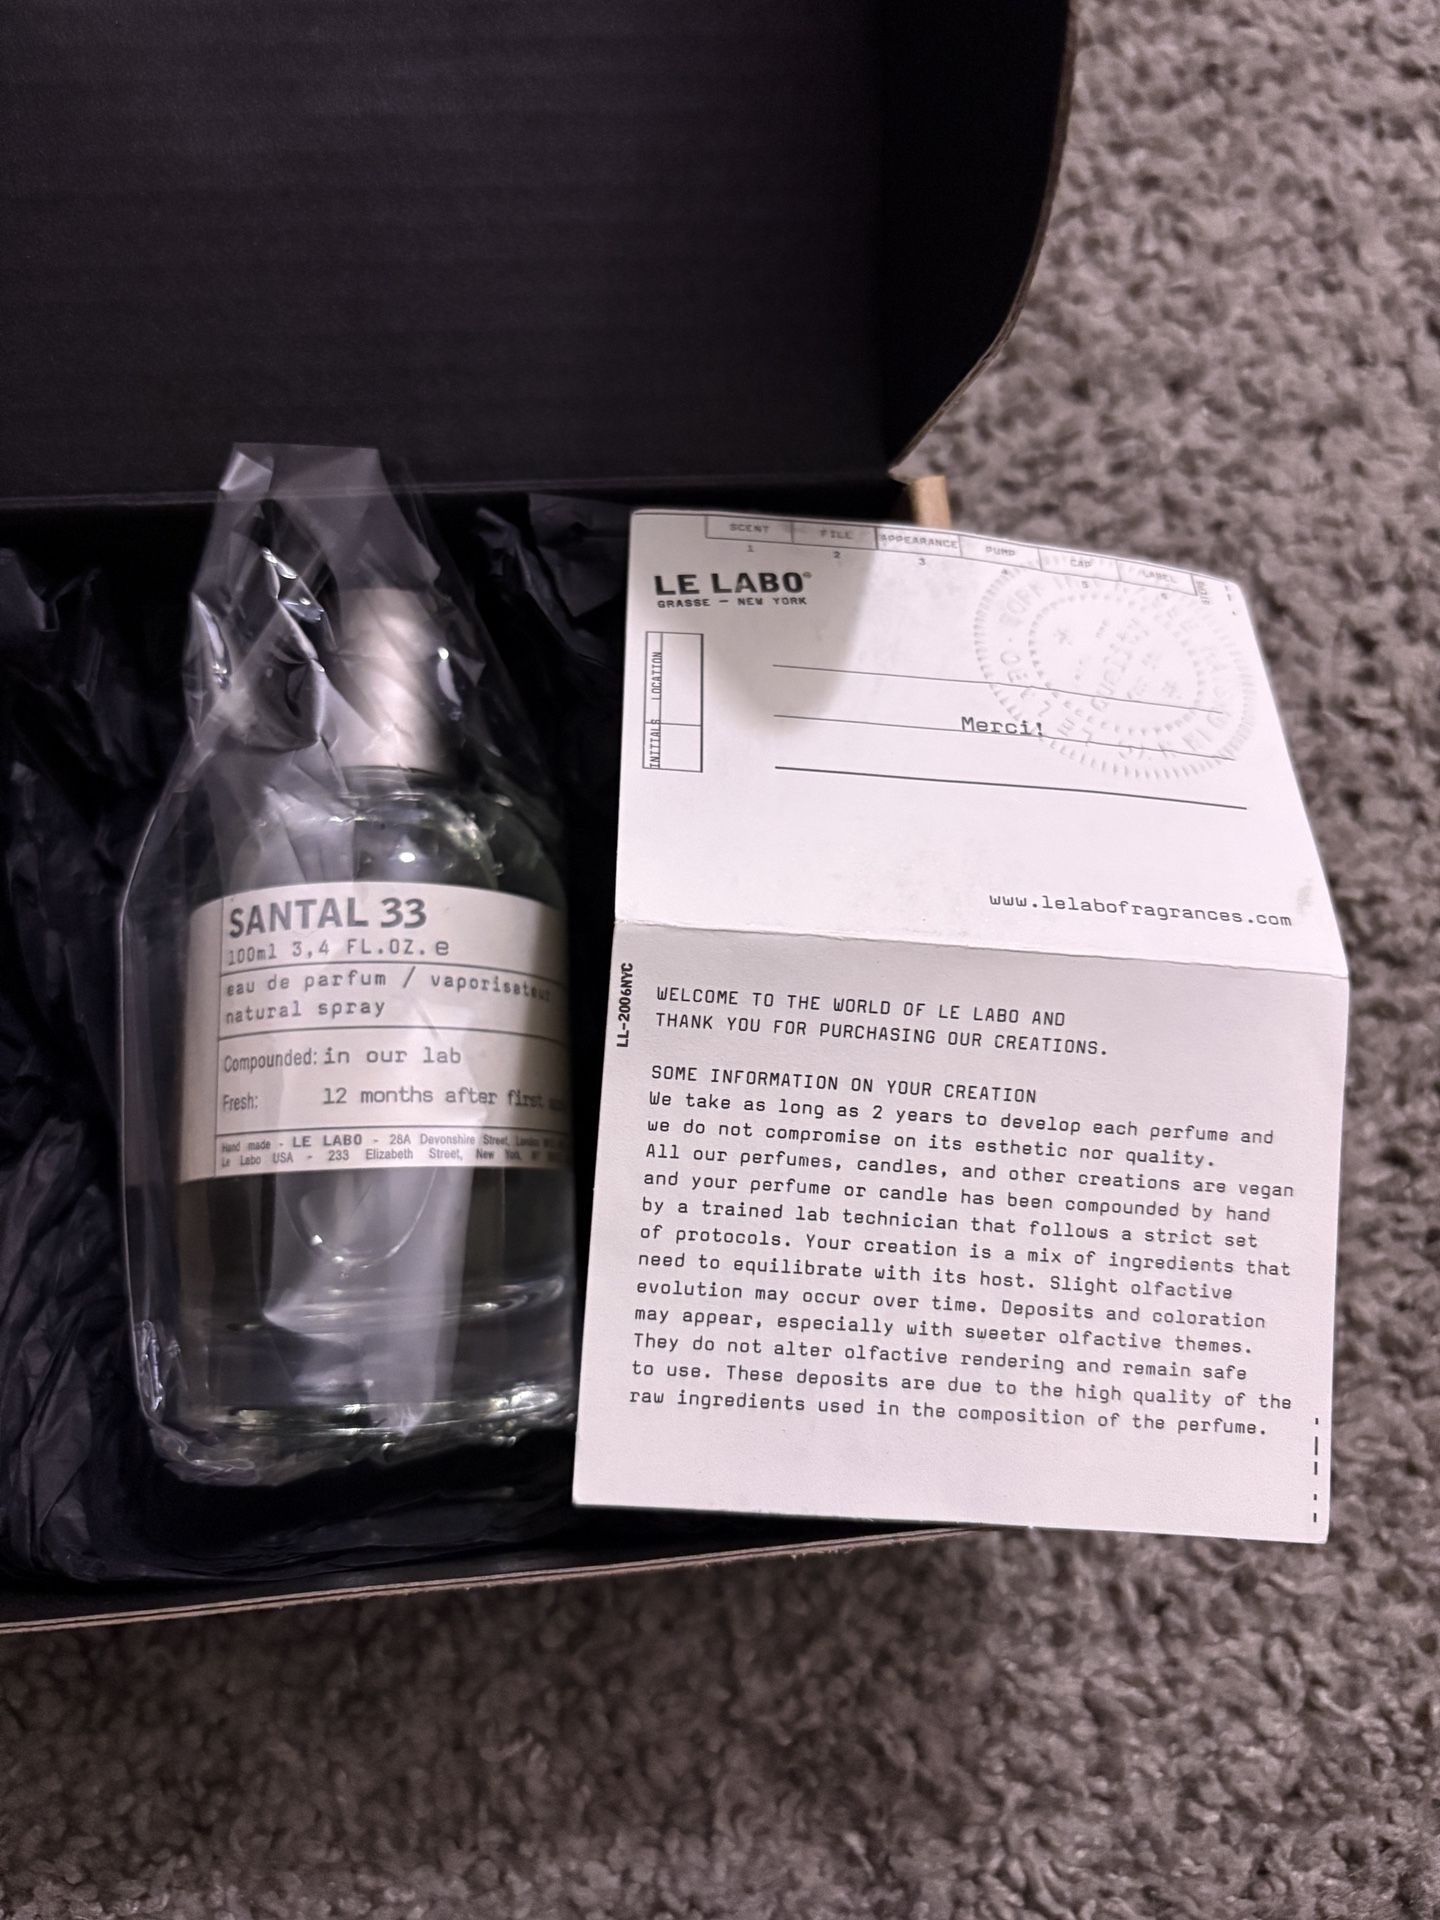 SANTAL 33
100ml 3,4 FL.OZ. e
eau de parfum / vaporisateur
natural spray
Compounded: in our lab
Fresh: 12 months after first
Hand made - LE LABO - 28A Devonshire Street, London
Le Labo USA - 233 Elizabeth Street, New York, NY
SCENT FILL APPEARANCE PUMP CAP LABEL
1 2 3 4 5 6
LE LABO®
GRASSE — NEW YORK
LOCATION
INITIALS
Merci!
www.lelabofragrances.com
LL-2006NYC
WELCOME TO THE WORLD OF LE LABO AND
THANK YOU FOR PURCHASING OUR CREATIONS.
SOME INFORMATION ON YOUR CREATION
We take as long as 2 years to develop each perfume and
we do not compromise on its esthetic nor quality.
All our perfumes, candles, and other creations are vegan
and your perfume or candle has been compounded by hand
by a trained lab technician that follows a strict set
of protocols. Your creation is a mix of ingredients that
need to equilibrate with its host. Slight olfactive
evolution may occur over time. Deposits and coloration
may appear, especially with sweeter olfactive themes.
They do not alter olfactive rendering and remain safe
to use. These deposits are due to the high quality of the
raw ingredients used in the composition of the perfume.